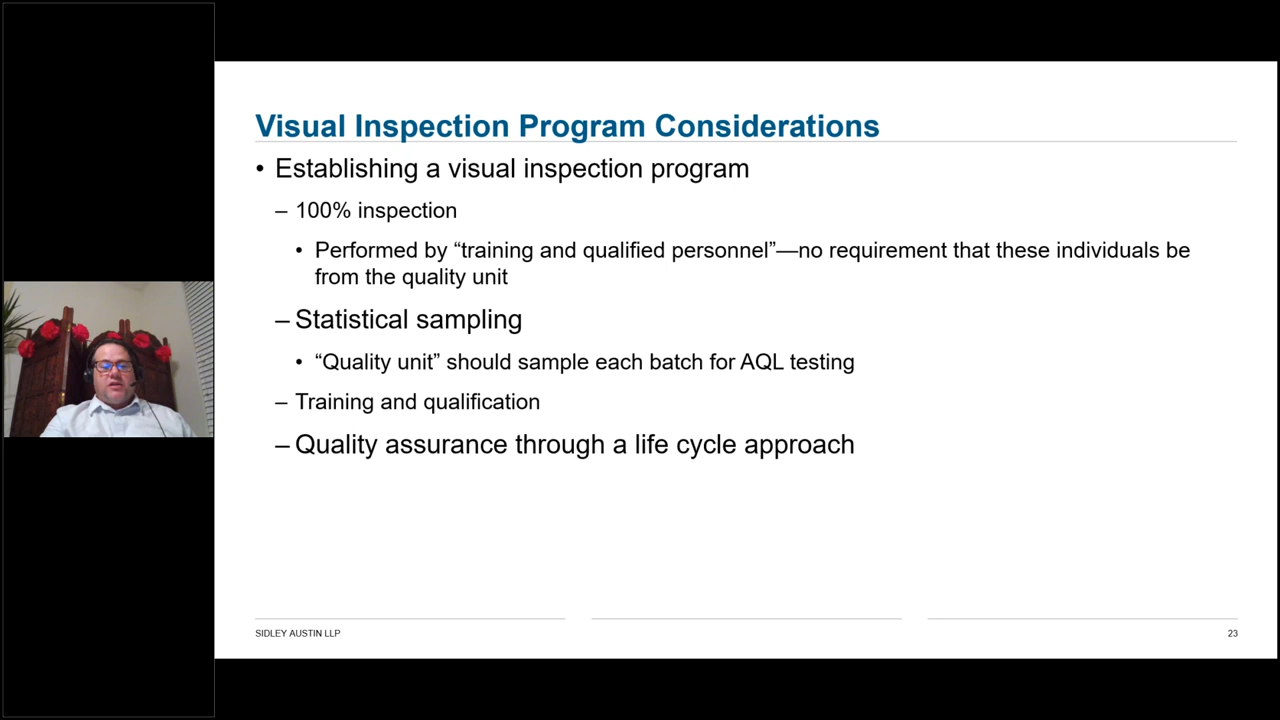 Visual Inspection Program Considerations
• Establishing a visual inspection program
– 100% inspection
• Performed by “training and qualified personnel”—no requirement that these individuals be
from the quality unit
– Statistical sampling
• “Quality unit” should sample each batch for AQL testing
– Training and qualification
– Quality assurance through a life cycle approach
SIDLEY AUSTIN LLP
23